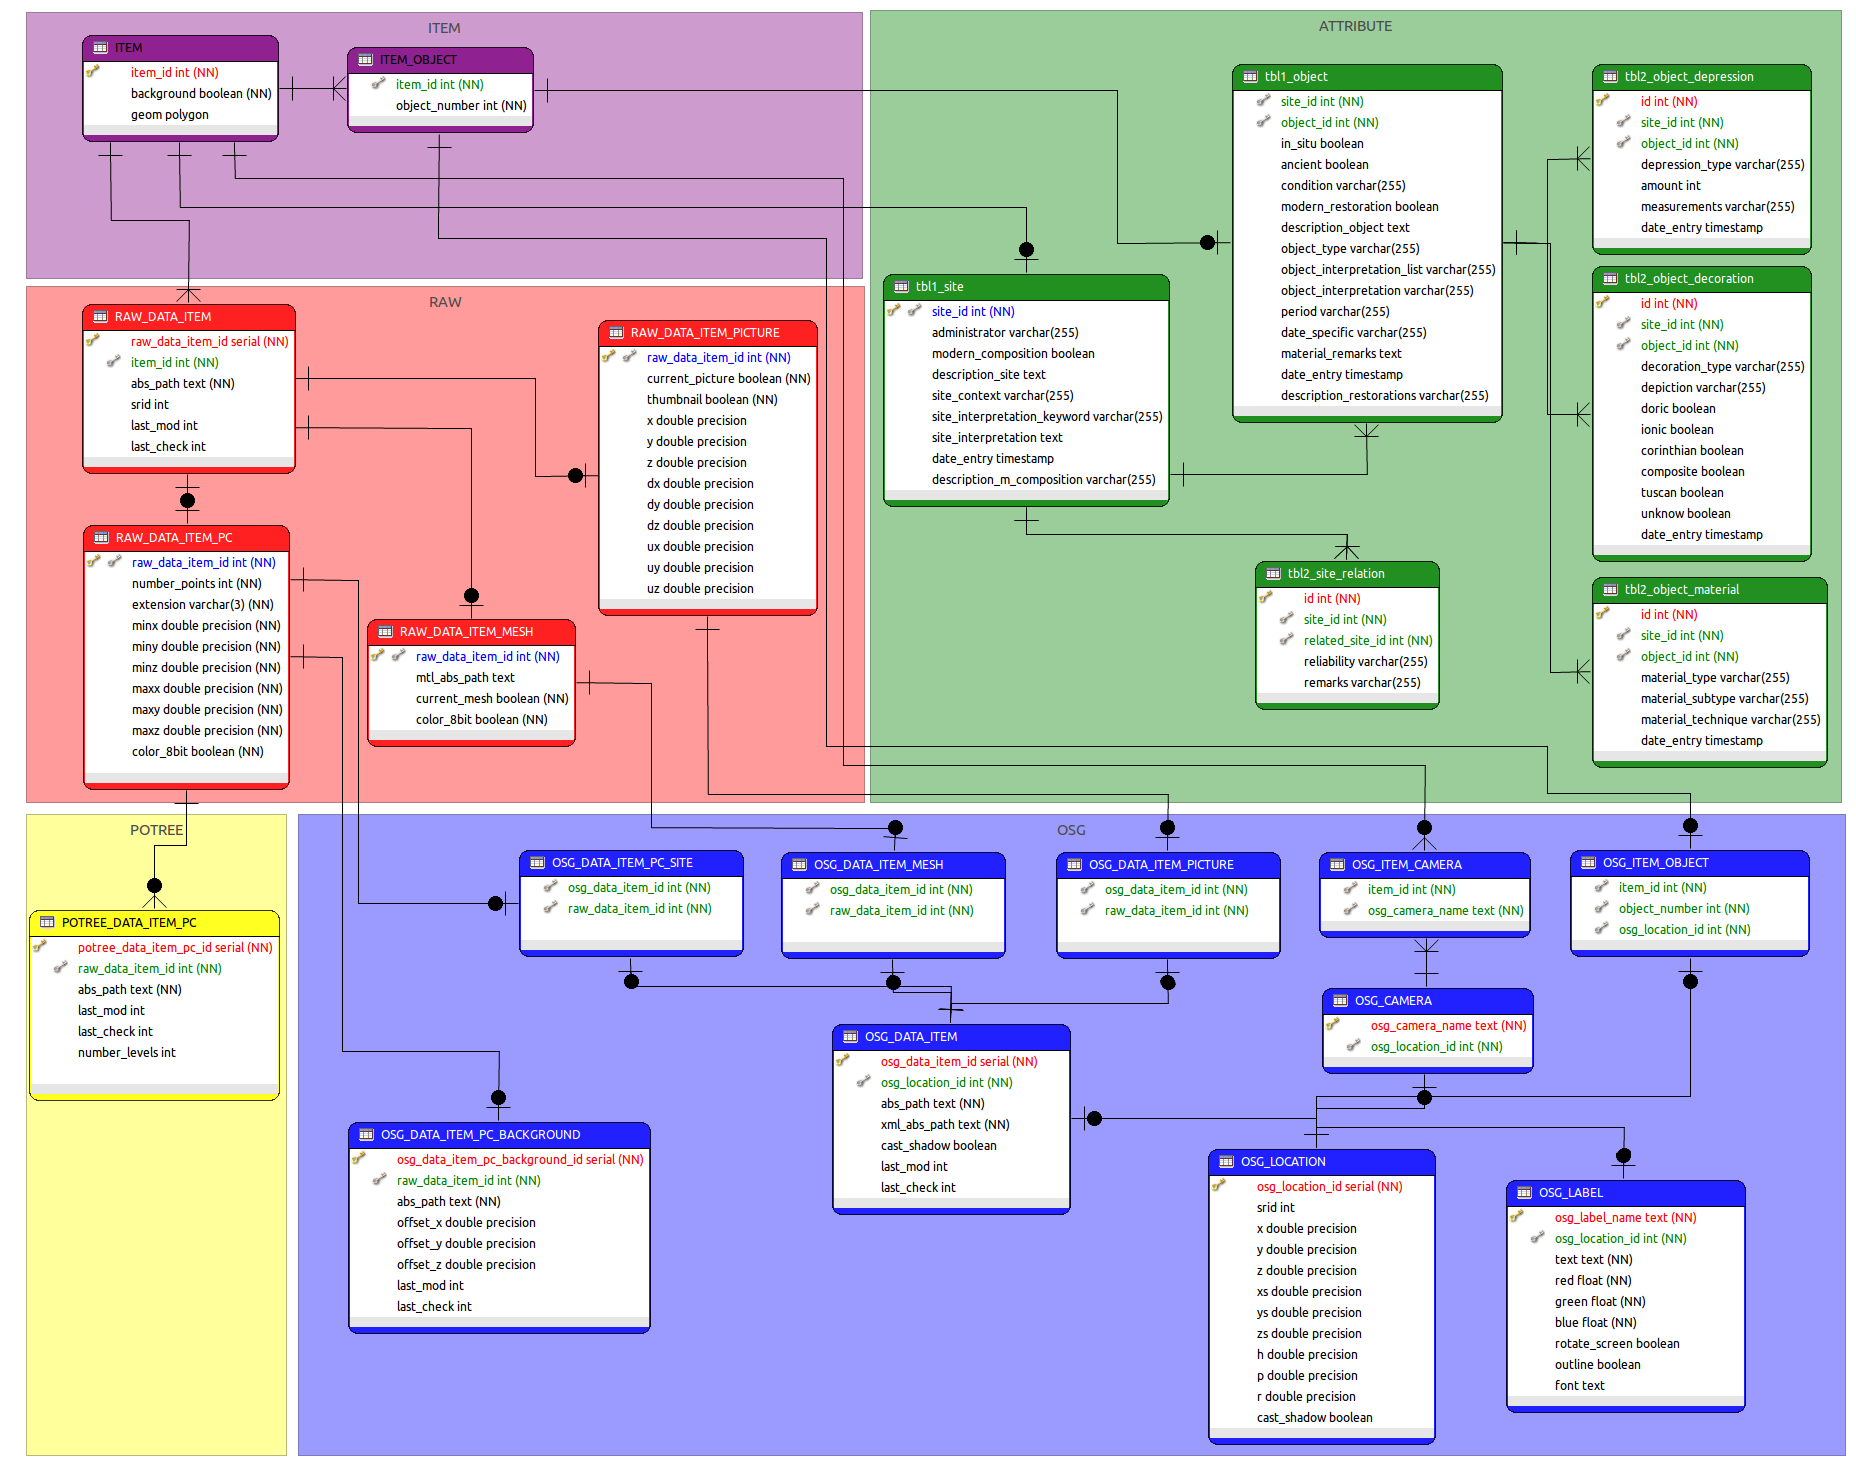 ITEM
ITEM
item_id int (NN)
background boolean (NN)
geom polygon
ITEM_OBJECT
item_id int (NN)
object_number int (NN)
ATTRIBUTE
tbl1_object
site_id int (NN)
object_id int (NN)
in_situ boolean
ancient boolean
condition varchar(255)
modern_restoration boolean
description_object text
object_type varchar(255)
object_interpretation_list varchar(255)
object_interpretation varchar(255)
period varchar(255)
date_specific varchar(255)
material_remarks text
date_entry timestamp
description_restorations varchar(255)
tbl2_object_depression
id int (NN)
site_id int (NN)
object_id int (NN)
depression_type varchar(255)
amount int
measurements varchar(255)
date_entry timestamp
tbl1_site
site_id int (NN)
administrator varchar(255)
modern_composition boolean
description_site text
site_context varchar(255)
site_interpretation_keyword varchar(255)
site_interpretation text
date_entry timestamp
description_m_composition varchar(255)
tbl2_object_decoration
id int (NN)
site_id int (NN)
object_id int (NN)
decoration_type varchar(255)
depiction varchar(255)
doric boolean
ionic boolean
corinthian boolean
composite boolean
tuscan boolean
unknow boolean
date_entry timestamp
tbl2_site_relation
id int (NN)
site_id int (NN)
related_site_id int (NN)
reliability varchar(255)
remarks varchar(255)
tbl2_object_material
id int (NN)
site_id int (NN)
object_id int (NN)
material_type varchar(255)
material_subtype varchar(255)
material_technique varchar(255)
date_entry timestamp
RAW
RAW_DATA_ITEM
raw_data_item_id serial (NN)
item_id int (NN)
abs_path text (NN)
srid int
last_mod int
last_check int
RAW_DATA_ITEM_PICTURE
raw_data_item_id int (NN)
current_picture boolean (NN)
thumbnail boolean (NN)
x double precision
y double precision
z double precision
dx double precision
dy double precision
dz double precision
ux double precision
uy double precision
uz double precision
RAW_DATA_ITEM_PC
raw_data_item_id int (NN)
number_points int (NN)
extension varchar(3) (NN)
minx double precision (NN)
miny double precision (NN)
minz double precision (NN)
maxx double precision (NN)
maxy double precision (NN)
maxz double precision (NN)
color_8bit boolean (NN)
RAW_DATA_ITEM_MESH
raw_data_item_id int (NN)
mtl_abs_path text
current_mesh boolean (NN)
color_8bit boolean (NN)
POTREE
POTREE_DATA_ITEM_PC
potree_data_item_pc_id serial (NN)
raw_data_item_id int (NN)
abs_path text (NN)
last_mod int
last_check int
number_levels int
OSG
OSG_DATA_ITEM_PC_SITE
osg_data_item_id int (NN)
raw_data_item_id int (NN)
OSG_DATA_ITEM_MESH
osg_data_item_id int (NN)
raw_data_item_id int (NN)
OSG_DATA_ITEM_PICTURE
osg_data_item_id int (NN)
raw_data_item_id int (NN)
OSG_ITEM_CAMERA
item_id int (NN)
osg_camera_name text (NN)
OSG_ITEM_OBJECT
item_id int (NN)
object_number int (NN)
osg_location_id int (NN)
OSG_CAMERA
osg_camera_name text (NN)
osg_location_id int (NN)
OSG_DATA_ITEM
osg_data_item_id serial (NN)
osg_location_id int (NN)
abs_path text (NN)
xml_abs_path text (NN)
cast_shadow boolean
last_mod int
last_check int
OSG_DATA_ITEM_PC_BACKGROUND
osg_data_item_pc_background_id serial (NN)
raw_data_item_id int (NN)
abs_path text (NN)
offset_x double precision
offset_y double precision
offset_z double precision
last_mod int
last_check int
OSG_LOCATION
osg_location_id serial (NN)
srid int
x double precision
y double precision
z double precision
xs double precision
ys double precision
zs double precision
h double precision
p double precision
r double precision
cast_shadow boolean
OSG_LABEL
osg_label_name text (NN)
osg_location_id int (NN)
text text (NN)
red float (NN)
green float (NN)
blue float (NN)
rotate_screen boolean
outline boolean
font text